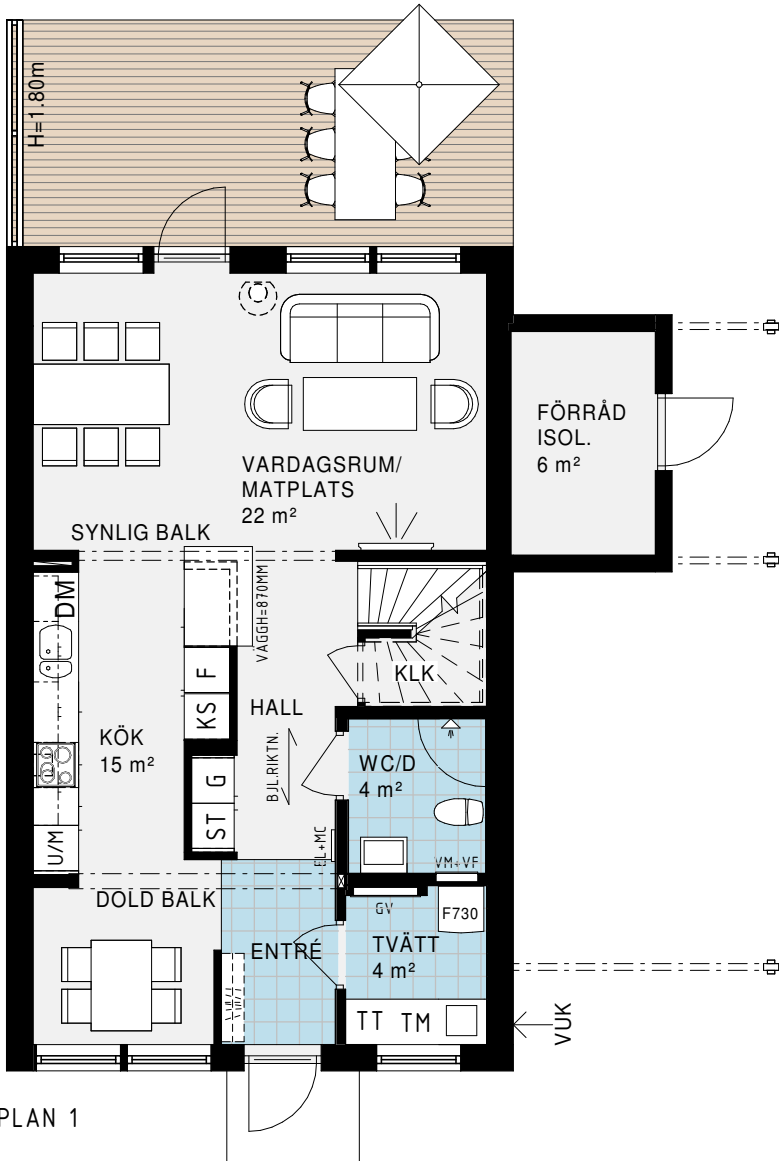 H=1.80m
FÖRRÅD
ISOL.
6 m²
VARDAGSRUM/
MATPLATS
22 m²
SYNLIG BALK
DM
VÄGGH=870MM
F
KS
KLK
HALL
KÖK
15 m²
BJL.RIKTN.
WC/D
4 m²
G
ST
U/M
EL+MC
VM+VF
DOLD BALK
GV
F730
ENTRÉ
TVÄTT
4 m²
TT TM
VUK
PLAN 1